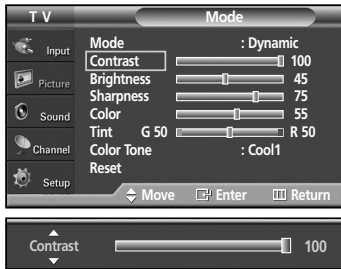 T V Mode
Input
Picture
Sound
Channel
Setup
Mode : Dynamic
Contrast 100
Brightness 45
Sharpness 75
Color 55
Tint G 50 R 50
Color Tone : Cool1
Reset
Move Enter Return
Contrast 100